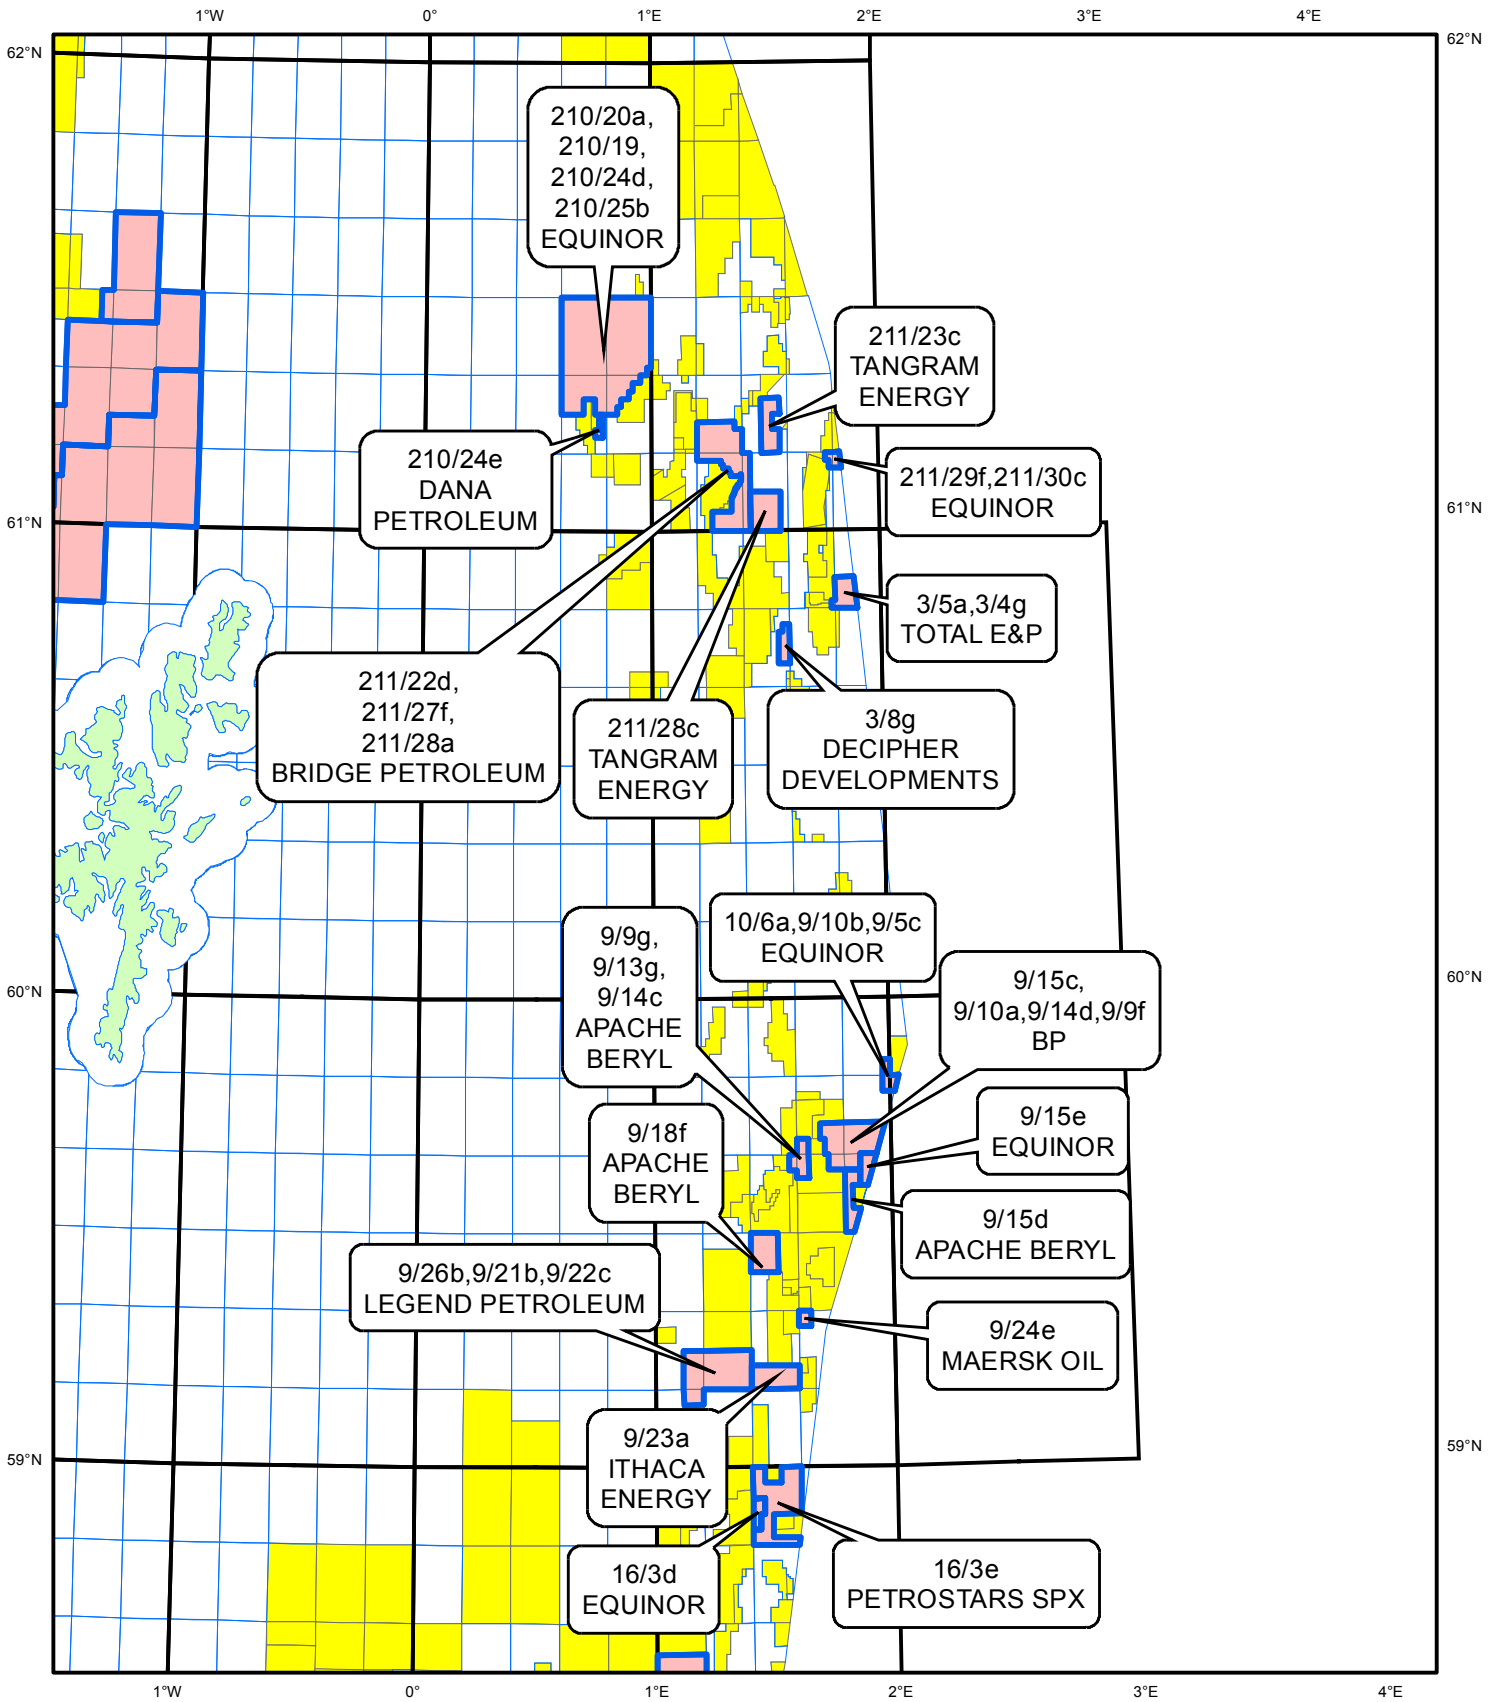 1°W
0°
1°E
2°E
3°E
4°E
62°N
62°N
210/20a,
210/19,
210/24d,
210/25b
EQUINOR
211/23c
TANGRAM
ENERGY
210/24e
DANA
PETROLEUM
211/29f,211/30c
EQUINOR
61°N
61°N
3/5a,3/4g
TOTAL E&P
211/22d,
211/27f,
211/28a
BRIDGE PETROLEUM
211/28c
TANGRAM
ENERGY
3/8g
DECIPHER
DEVELOPMENTS
10/6a,9/10b,9/5c
EQUINOR
9/9g,
9/13g,
9/14c
APACHE
BERYL
9/15c,
9/10a,9/14d,9/9f
BP
60°N
60°N
9/15e
EQUINOR
9/18f
APACHE
BERYL
9/15d
APACHE BERYL
9/26b,9/21b,9/22c
LEGEND PETROLEUM
9/24e
MAERSK OIL
9/23a
ITHACA
ENERGY
59°N
59°N
16/3d
EQUINOR
16/3e
PETROSTARS SPX
1°W
0°
1°E
2°E
3°E
4°E